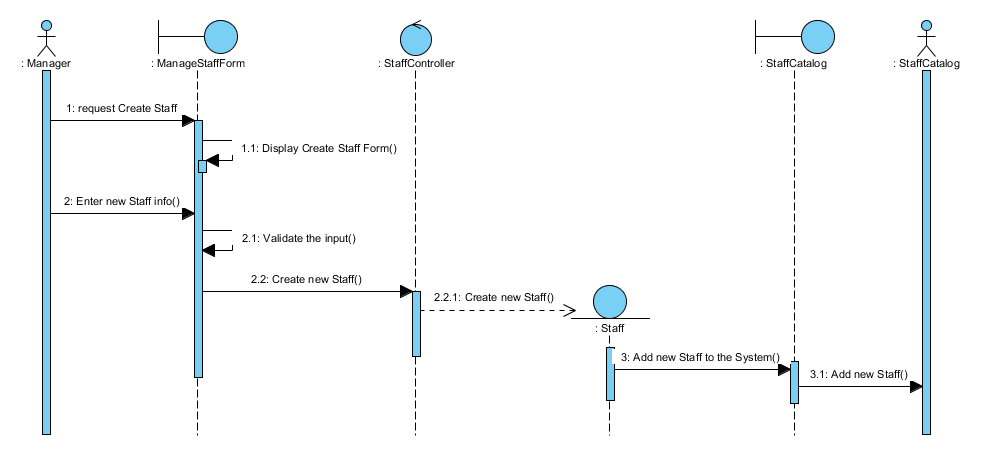 : Manager
: ManageStaffForm
: StaffController
: StaffCatalog
: StaffCatalog
1: request Create Staff
1.1: Display Create Staff Form()
2: Enter new Staff info()
2.1: Validate the input()
2.2: Create new Staff()
2.2.1: Create new Staff()
: Staff
3: Add new Staff to the System()
3.1: Add new Staff()